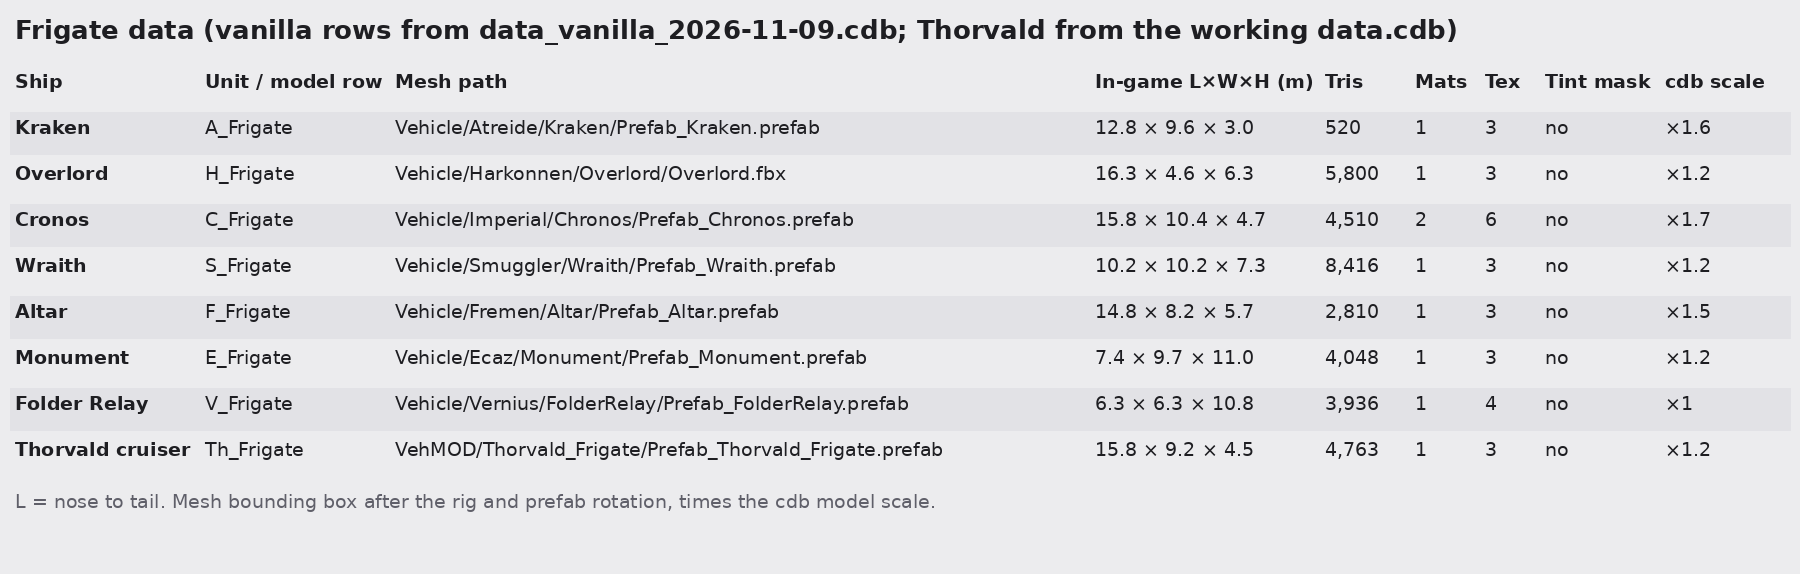 Frigate data (vanilla rows from data_vanilla_2026-11-09.cdb; Thorvald from the working data.cdb)
Ship Unit / model row Mesh path In-game L×W×H (m) Tris Mats Tex Tint mask cdb scale
Kraken A_Frigate Vehicle/Atreide/Kraken/Prefab_Kraken.prefab 12.8 × 9.6 × 3.0 520 1 3 no ×1.6
Overlord H_Frigate Vehicle/Harkonnen/Overlord/Overlord.fbx 16.3 × 4.6 × 6.3 5,800 1 3 no ×1.2
Cronos C_Frigate Vehicle/Imperial/Chronos/Prefab_Chronos.prefab 15.8 × 10.4 × 4.7 4,510 2 6 no ×1.7
Wraith S_Frigate Vehicle/Smuggler/Wraith/Prefab_Wraith.prefab 10.2 × 10.2 × 7.3 8,416 1 3 no ×1.2
Altar F_Frigate Vehicle/Fremen/Altar/Prefab_Altar.prefab 14.8 × 8.2 × 5.7 2,810 1 3 no ×1.5
Monument E_Frigate Vehicle/Ecaz/Monument/Prefab_Monument.prefab 7.4 × 9.7 × 11.0 4,048 1 3 no ×1.2
Folder Relay V_Frigate Vehicle/Vernius/FolderRelay/Prefab_FolderRelay.prefab 6.3 × 6.3 × 10.8 3,936 1 4 no ×1
Thorvald cruiser Th_Frigate VehMOD/Thorvald_Frigate/Prefab_Thorvald_Frigate.prefab 15.8 × 9.2 × 4.5 4,763 1 3 no ×1.2
L = nose to tail. Mesh bounding box after the rig and prefab rotation, times the cdb model scale.